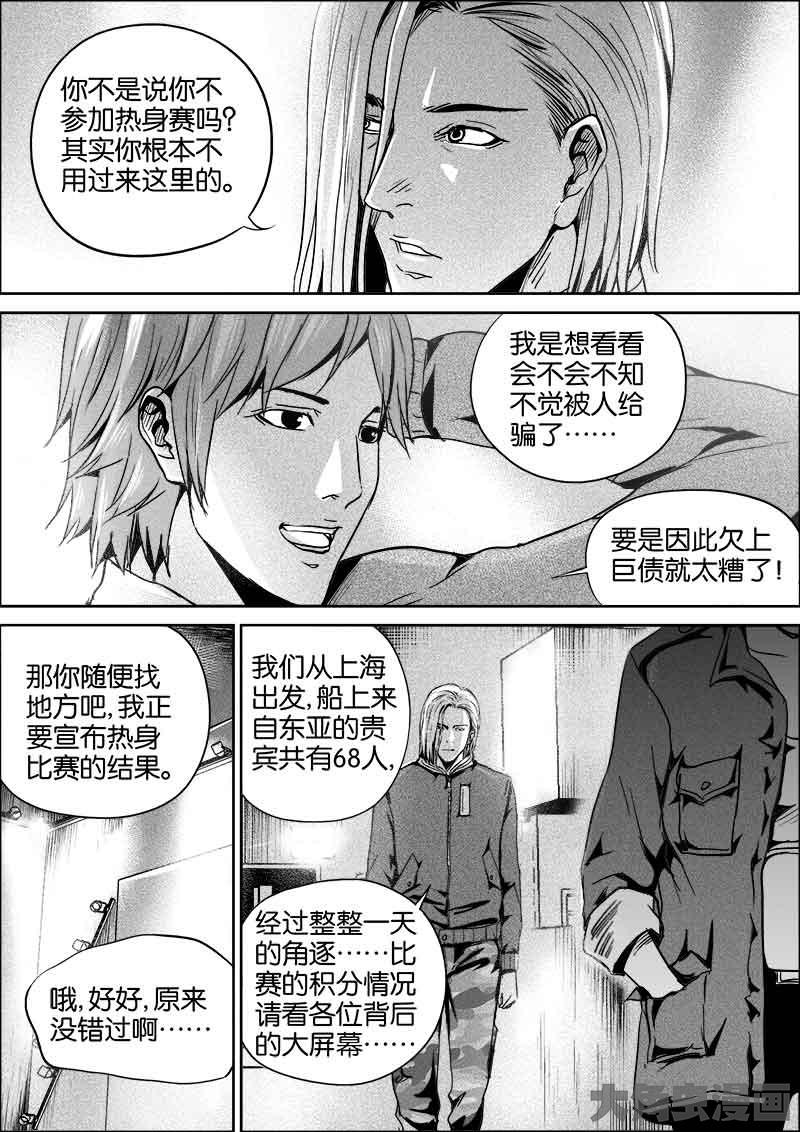 你不是说你不
参加热身赛吗？
其实你根本不
用过来这里的。
我是想看看
会不会不知
不觉被人给
骗了……
要是因此欠上
巨债就太糟了！
那你随便找
地方吧，我正
要宣布热身
比赛的结果。
哦，好好，原来
没错过啊……
我们从上海
出发，船上来
自东亚的贵
宾共有68人，
经过整整一天
的角逐……比
赛的积分情况
请看各位背后
的大屏幕……